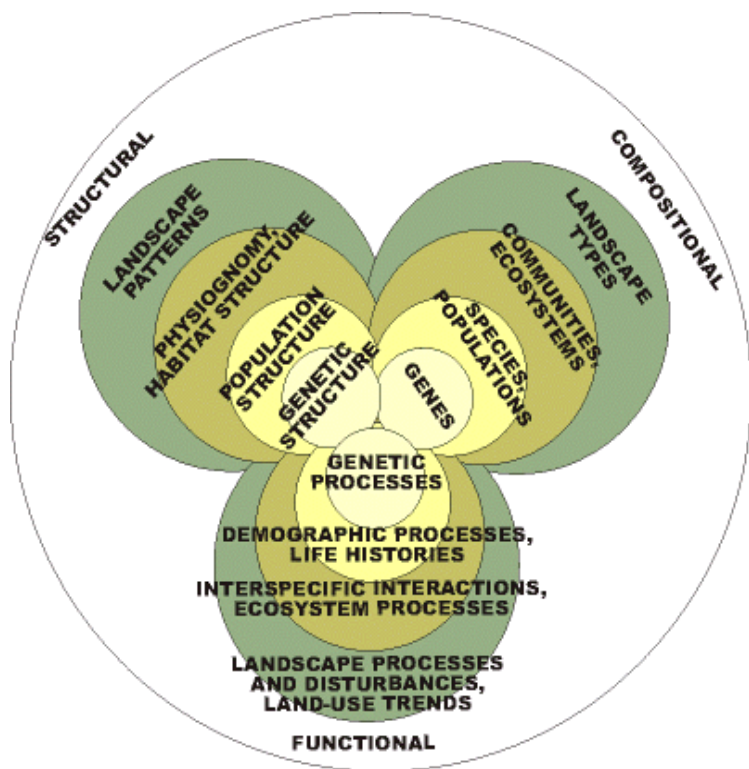 STRUCTURAL
COMPOSITIONAL
LANDSCAPE
PATTERNS
PHYSIOGNOMY,
HABITAT STRUCTURE
POPULATION
STRUCTURE
GENETIC
STRUCTURE
LANDSCAPE
TYPES
COMMUNITIES,
ECOSYSTEMS
SPECIES,
POPULATIONS
GENES
GENETIC
PROCESSES
DEMOGRAPHIC PROCESSES,
LIFE HISTORIES
INTERSPECIFIC INTERACTIONS,
ECOSYSTEM PROCESSES
LANDSCAPE PROCESSES
AND DISTURBANCES,
LAND-USE TRENDS
FUNCTIONAL